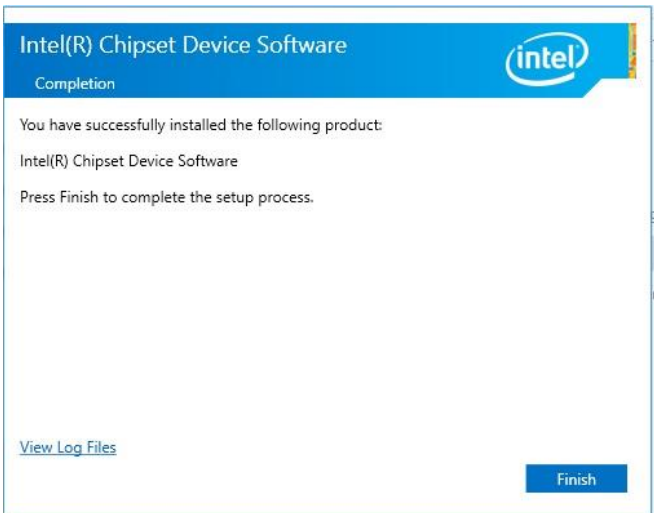 Intel(R) Chipset Device Software
intel
Completion
You have successfully installed the following product:
Intel(R) Chipset Device Software
Press Finish to complete the setup process.
View Log Files
Finish